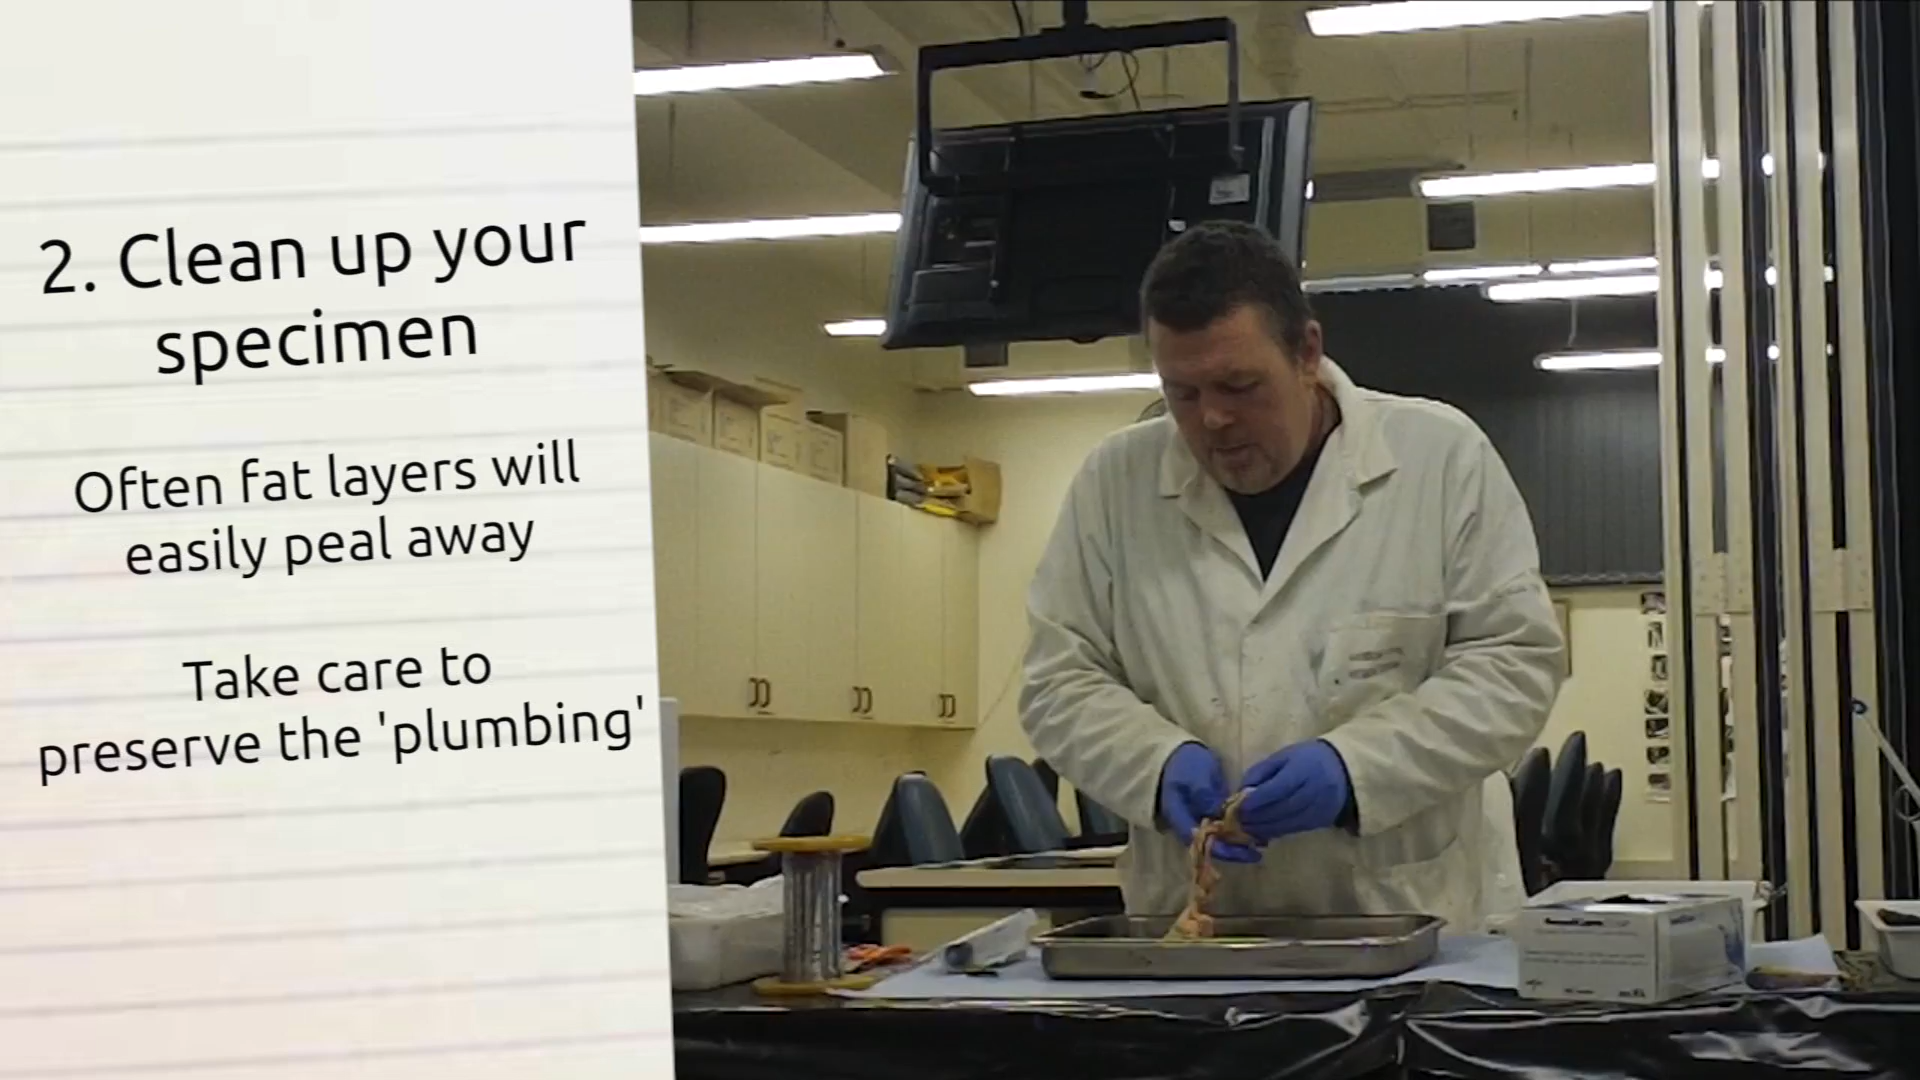 2. Clean up your
specimen
Often fat layers will
easily peal away
Take care to
preserve the 'plumbing'